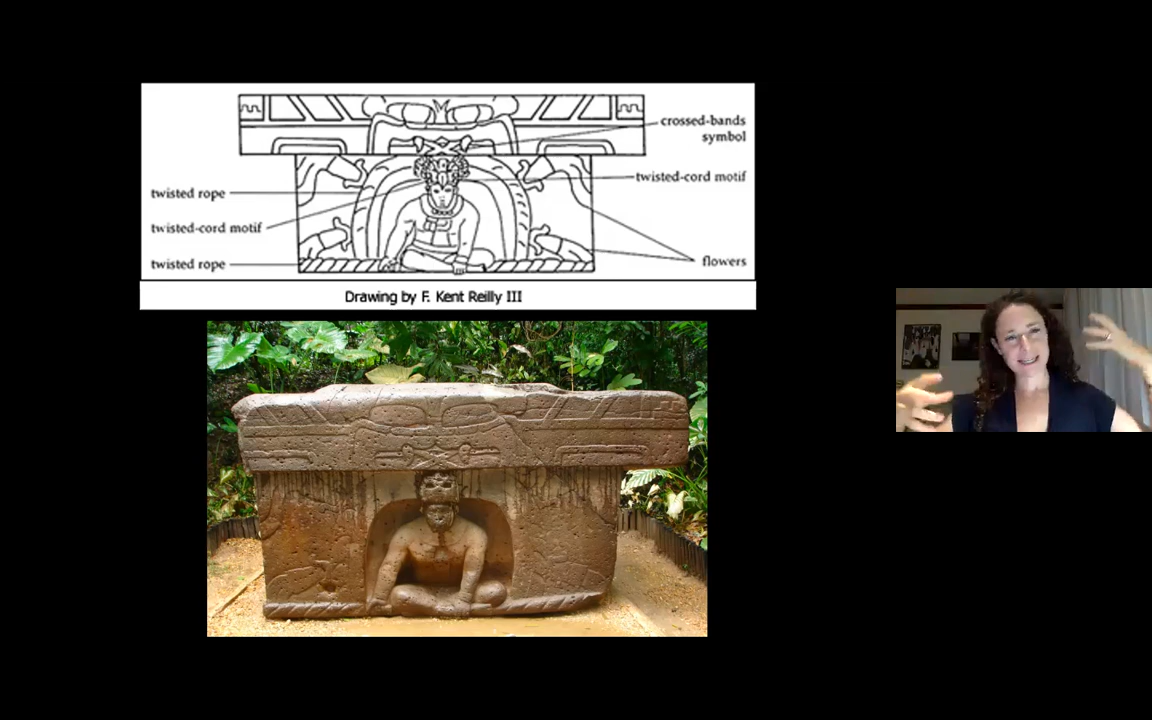 crossed-bands
symbol
twisted rope
twisted-cord motif
twisted-cord motif
twisted rope
flowers
Drawing by F. Kent Reilly III